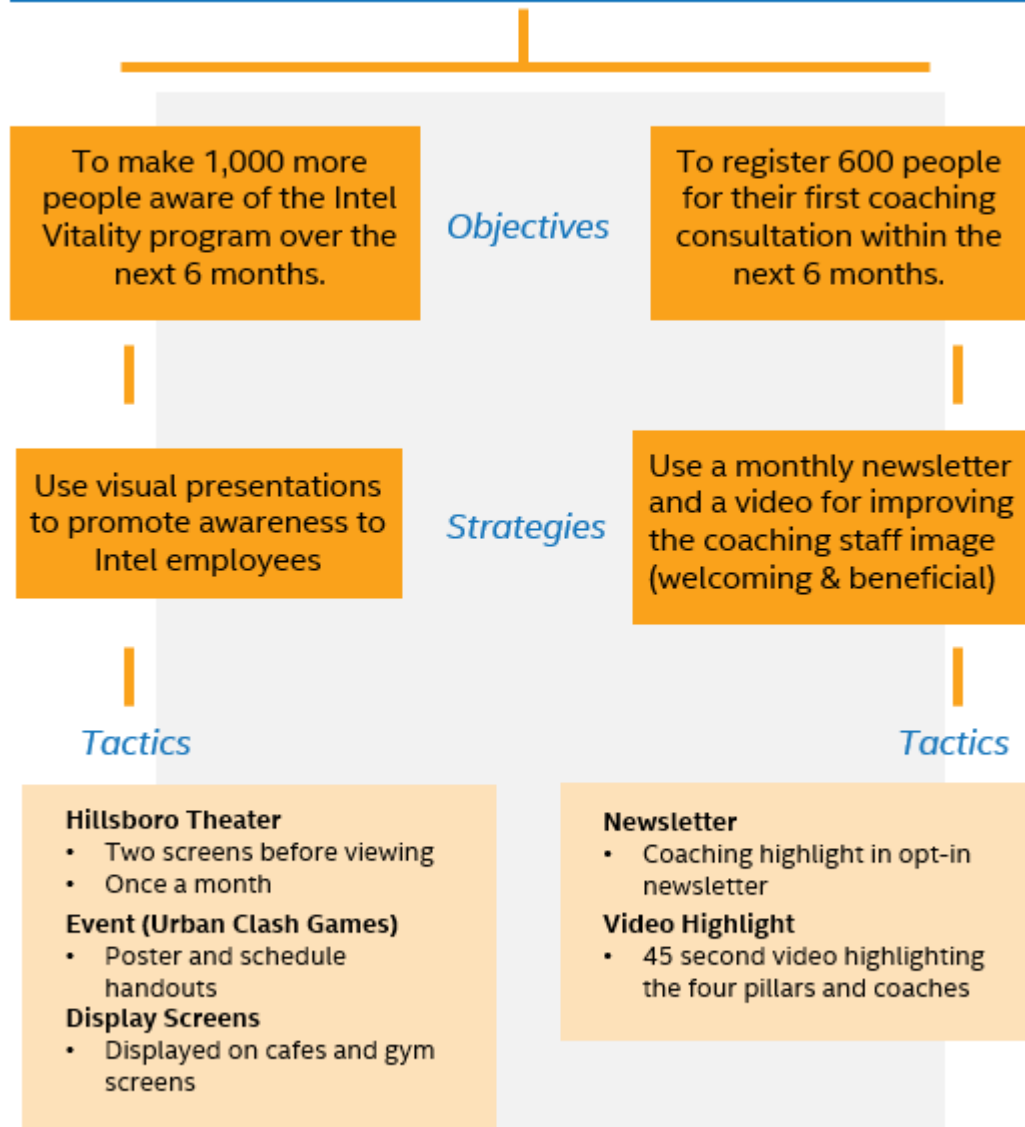 To make 1,000 more
people aware of the Intel
Vitality program over the
next 6 months.
Objectives
To register 600 people
for their first coaching
consultation within the
next 6 months.
Use visual presentations
to promote awareness to
Intel employees
Strategies
Use a monthly newsletter
and a video for improving
the coaching staff image
(welcoming & beneficial)
Tactics
Hillsboro Theater
• Two screens before viewing
• Once a month
Event (Urban Clash Games)
• Poster and schedule
handouts
Display Screens
• Displayed on cafes and gym
screens
Tactics
Newsletter
• Coaching highlight in opt-in
newsletter
Video Highlight
• 45 second video highlighting
the four pillars and coaches